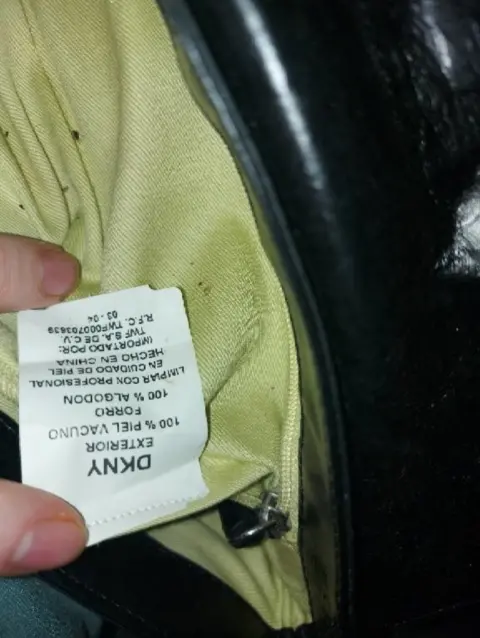 DKNY
EXTERIOR
100 % PIEL VACUNO
FORRO
100 % ALGODON
LIMPIAR CON PROFESIONAL
EN CUIDADO DE PIEL
HECHO EN CHINA
IMPORTADO POR:
TWF S.A. DE C.V.
R.F.C. TWF000703639
03 - 04